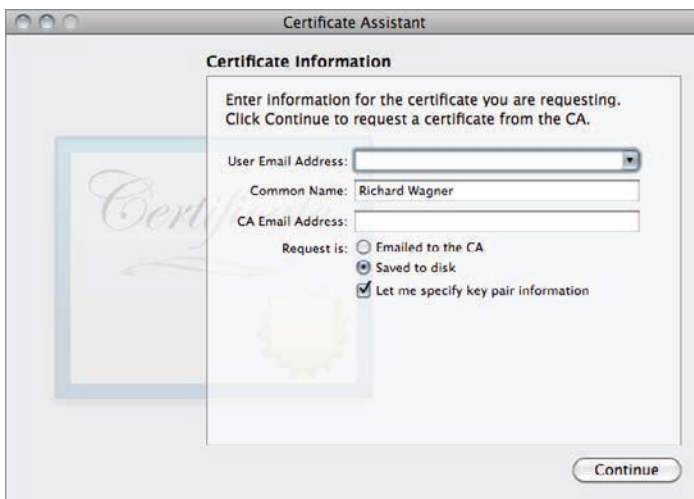 Certificate Assistant
Certificate Information
Enter information for the certificate you are requesting.
Click Continue to request a certificate from the CA.
User Email Address:
Common Name: Richard Wagner
CA Email Address:
Request is: Emailed to the CA
Saved to disk
Let me specify key pair information
Certificate
Continue